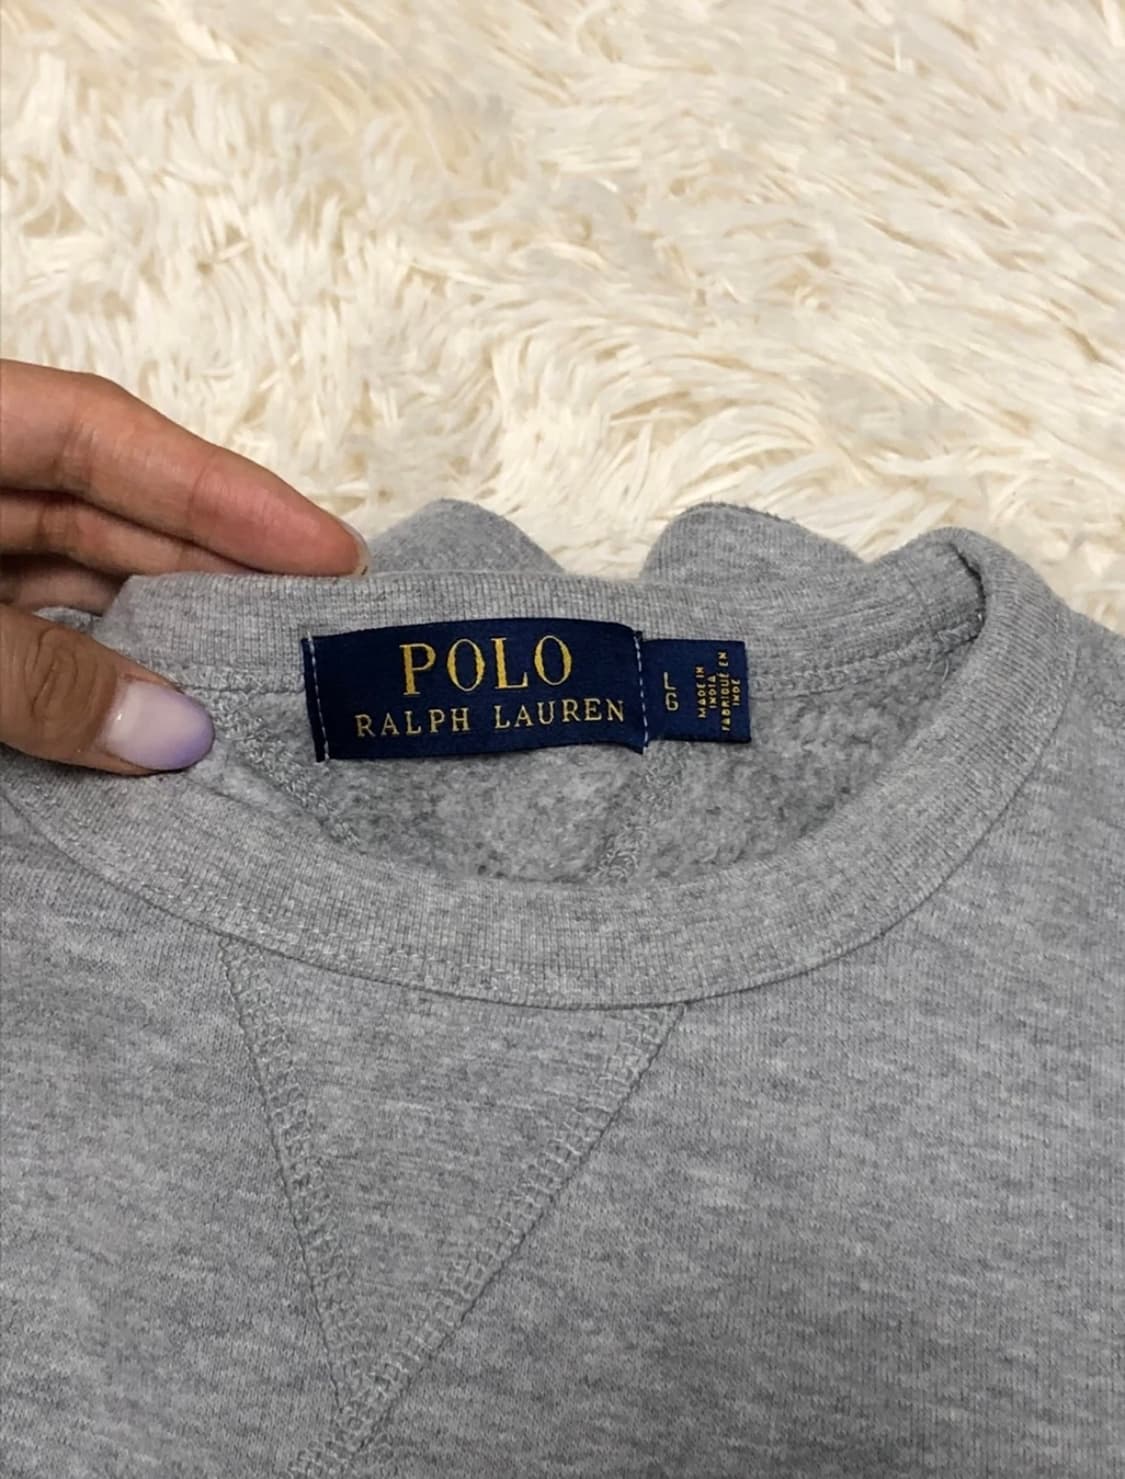 POLO
RALPH LAUREN
L
G
MADE IN
INDIA
FABRIQUÉ EN
INDE